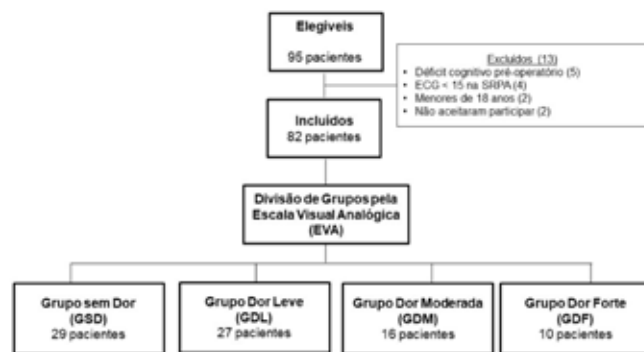 Elegíveis
95 pacientes
Excluídos (13)
• Déficit cognitivo pré-operatório (5)
• ECG < 15 na SRPA (4)
• Menores de 18 anos (2)
• Não aceitaram participar (2)
Incluídos
82 pacientes
Divisão de Grupos pela
Escala Visual Analógica
(EVA)
Grupo sem Dor
(GSD)
29 pacientes
Grupo Dor Leve
(GDL)
27 pacientes
Grupo Dor Moderada
(GDM)
16 pacientes
Grupo Dor Forte
(GDF)
10 pacientes